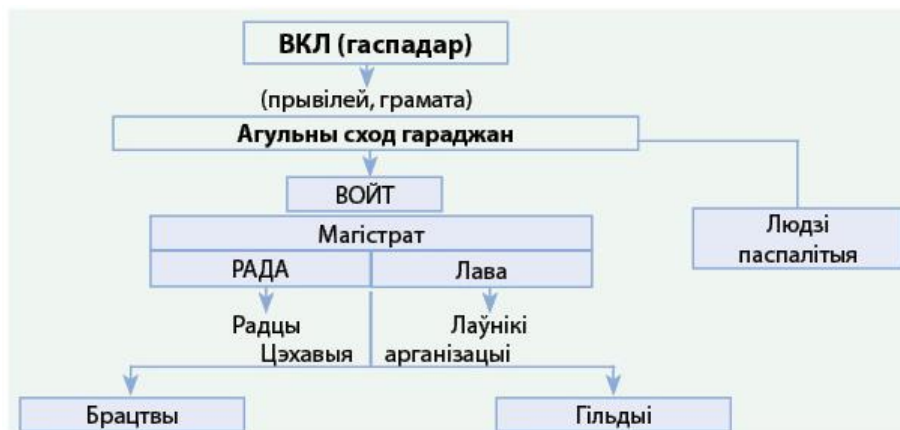 ВКЛ (гаспадар)
(прывілей, грамата)
Агульны сход гараджан
ВОЙТ
Людзі
паспалітыя
Магістрат
РАДА Лава
Радцы Лаўнікі
Цэхавыя арганізацыі
Брацтвы Гільдыі